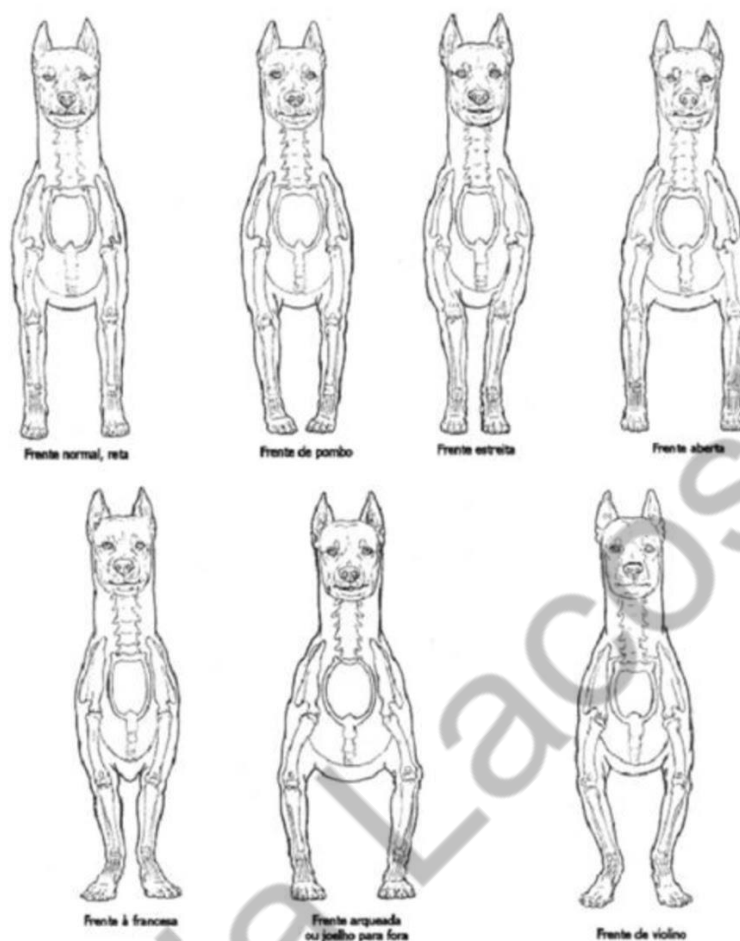 Frente normal, reta
Frente de pombo
Frente estreita
Frente aberta
Frente à francesa
Frente arqueada
ou joelho para fora
Frente de violino
Lacos